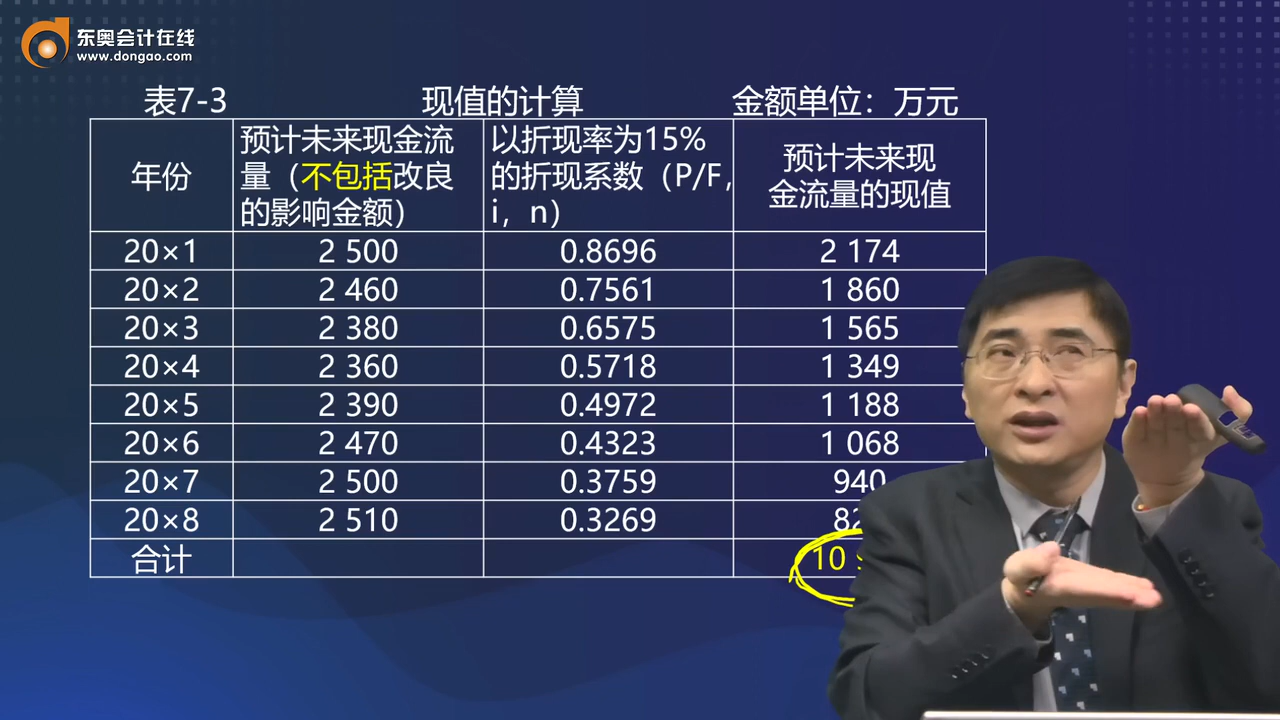 东奥会计在线
www.dongao.com
表7-3 现值的计算 金额单位：万元
年份 预计未来现金流量（不包括改良的影响金额） 以折现率为15%的折现系数（P/F，i，n） 预计未来现金流量的现值
20×1 2 500 0.8696 2 174
20×2 2 460 0.7561 1 860
20×3 2 380 0.6575 1 565
20×4 2 360 0.5718 1 349
20×5 2 390 0.4972 1 188
20×6 2 470 0.4323 1 068
20×7 2 500 0.3759 940
20×8 2 510 0.3269
合计 10